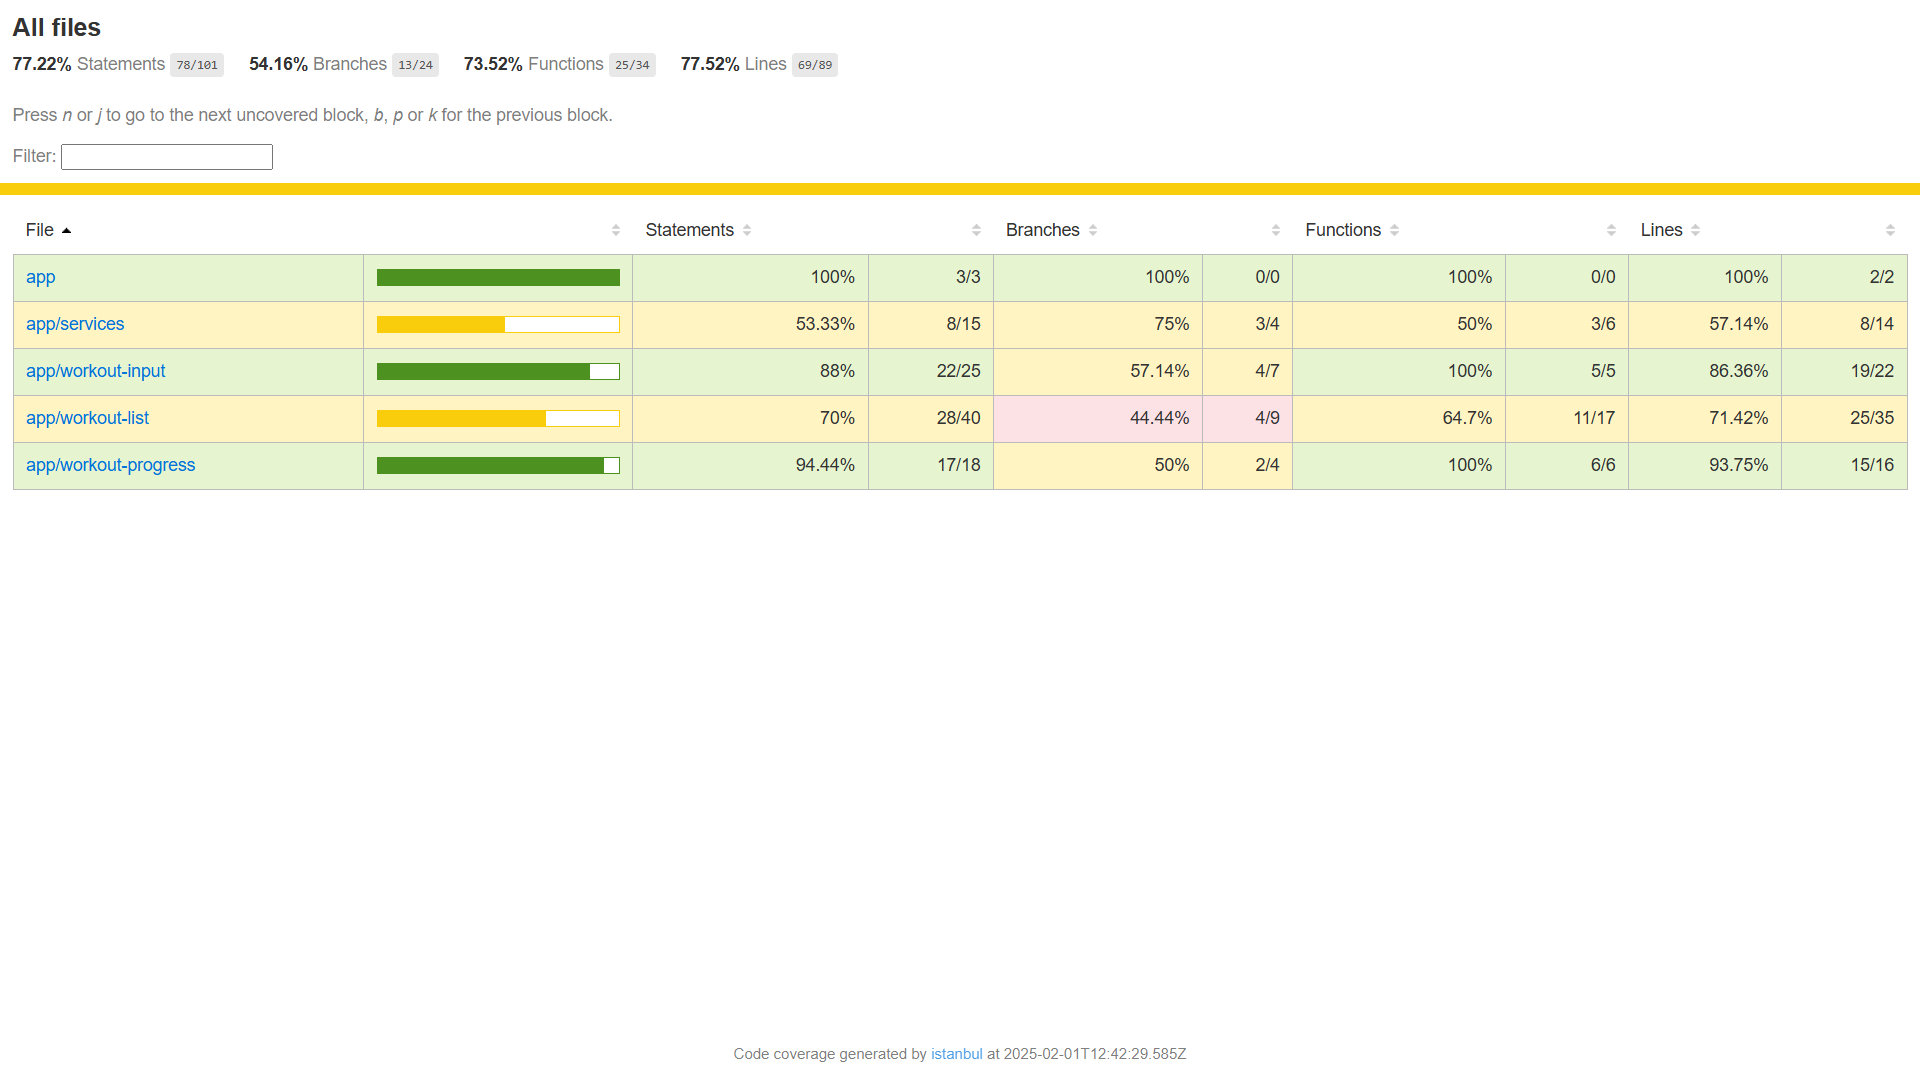 All files
77.22% Statements 78/101 54.16% Branches 13/24 73.52% Functions 25/34 77.52% Lines 69/89
Press n or j to go to the next uncovered block, b, p or k for the previous block.
Filter:
File Statements Branches Functions Lines
app 100% 3/3 100% 0/0 100% 0/0 100% 2/2
app/services 53.33% 8/15 75% 3/4 50% 3/6 57.14% 8/14
app/workout-input 88% 22/25 57.14% 4/7 100% 5/5 86.36% 19/22
app/workout-list 70% 28/40 44.44% 4/9 64.7% 11/17 71.42% 25/35
app/workout-progress 94.44% 17/18 50% 2/4 100% 6/6 93.75% 15/16
Code coverage generated by istanbul at 2025-02-01T12:42:29.585Z